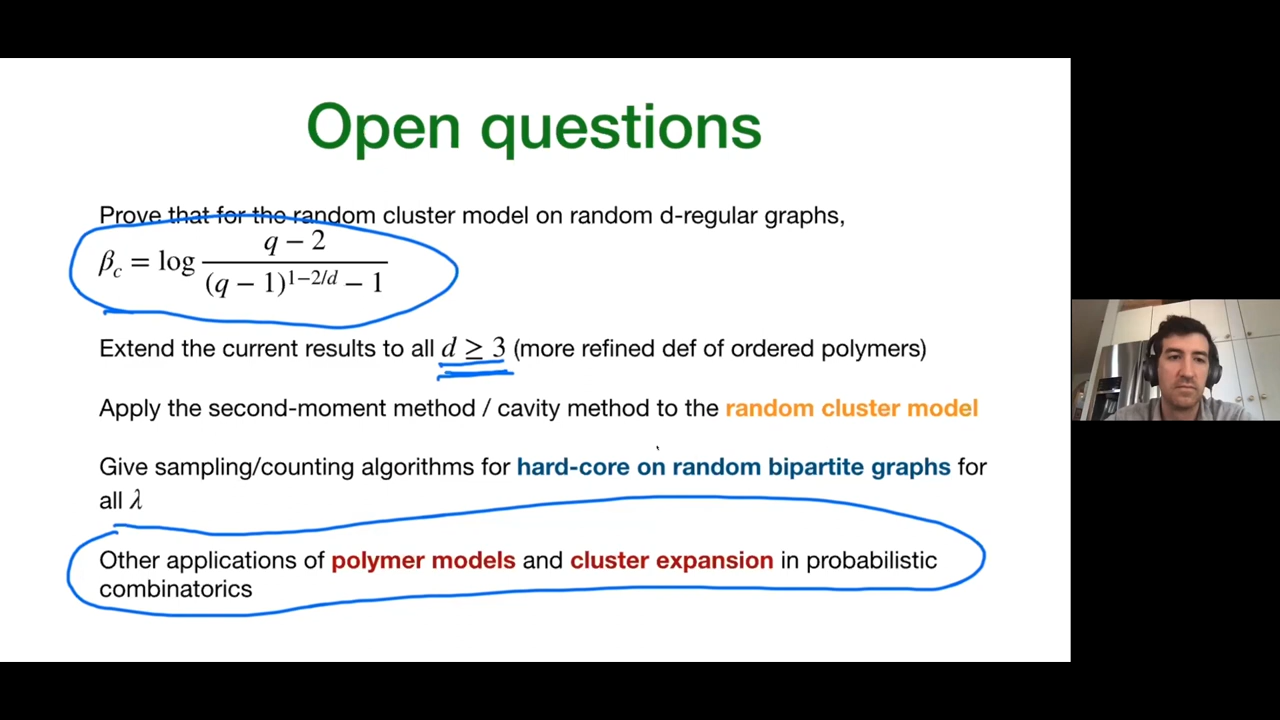 Open questions
Prove that for the random cluster model on random d-regular graphs,
β_c = log (q − 2) / ((q − 1)^{1−2/d} − 1)
Extend the current results to all d ≥ 3 (more refined def of ordered polymers)
Apply the second-moment method / cavity method to the random cluster model
Give sampling/counting algorithms for hard-core on random bipartite graphs for
all λ
Other applications of polymer models and cluster expansion in probabilistic
combinatorics